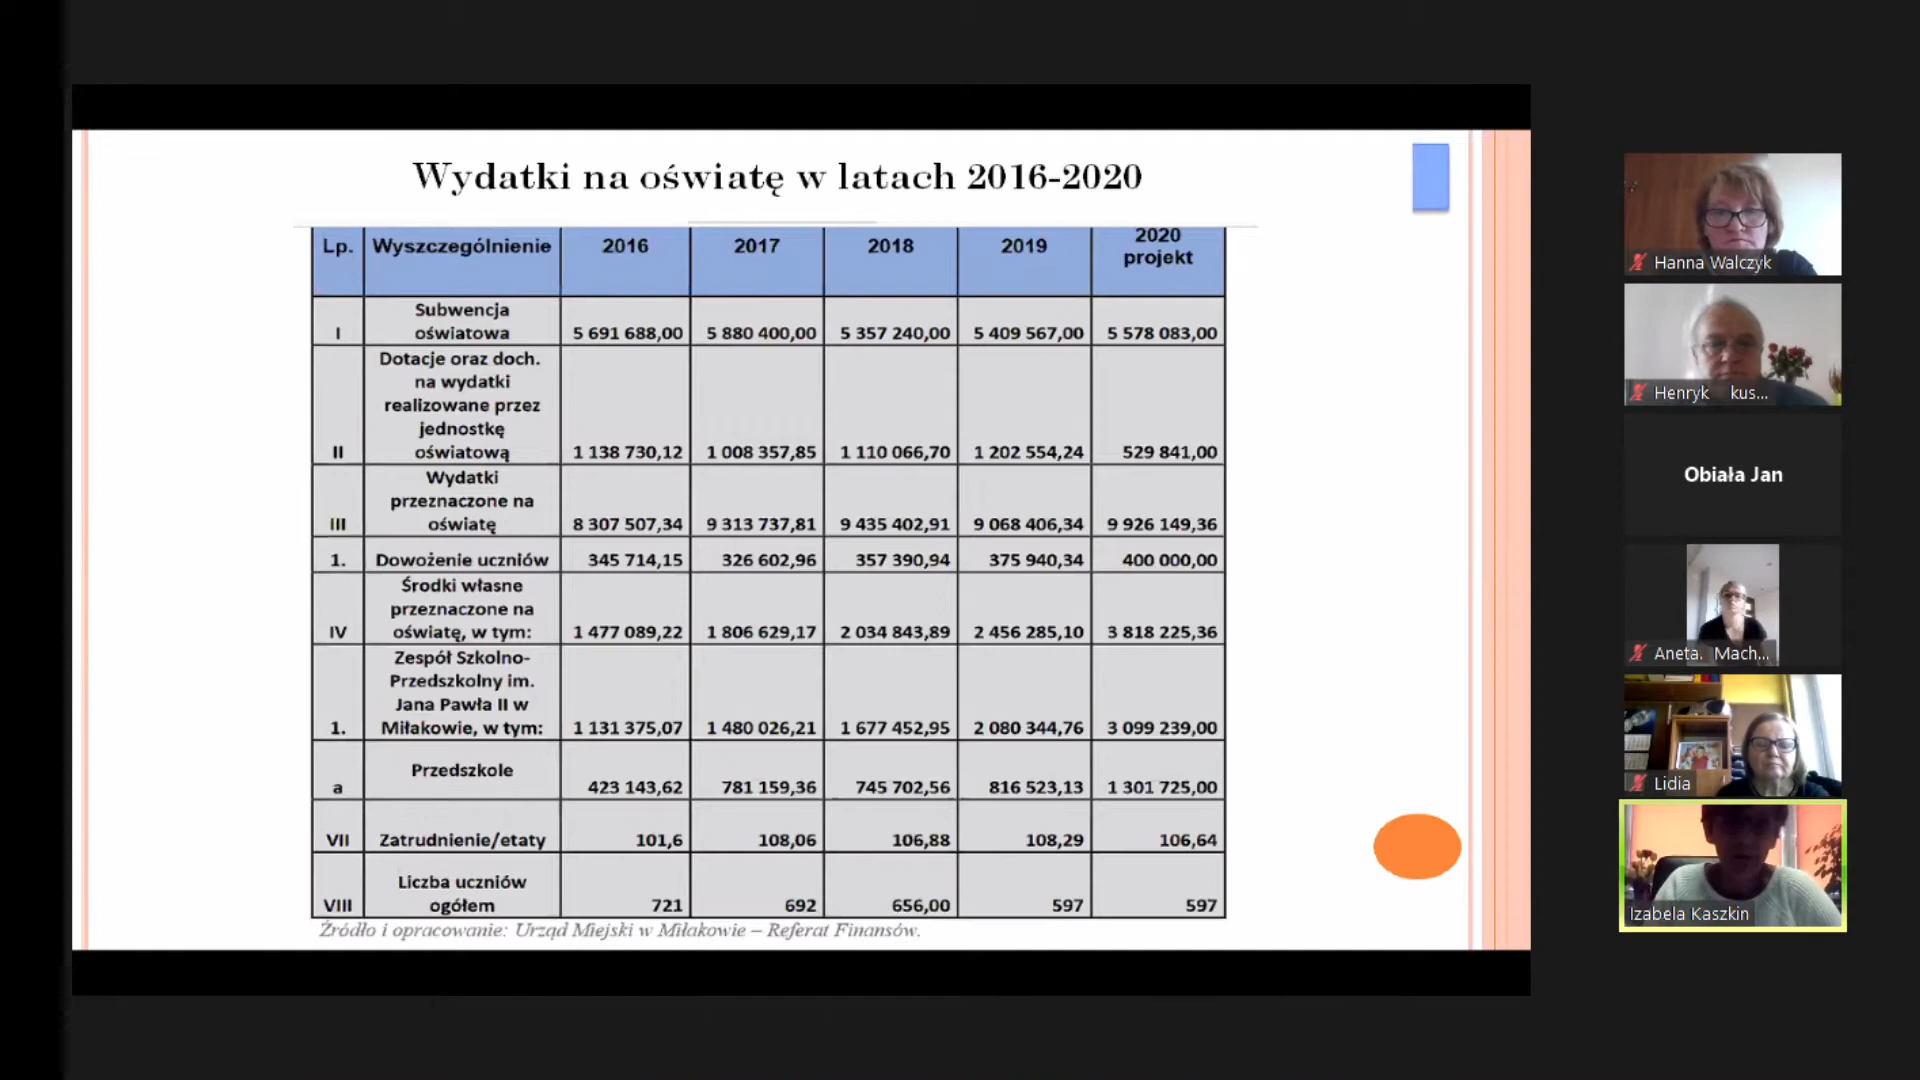 Wydatki na oświatę w latach 2016-2020
Lp. Wyszczególnienie 2016 2017 2018 2019 2020 projekt
I Subwencja oświatowa 5 691 688,00 5 880 400,00 5 357 240,00 5 409 567,00 5 578 083,00
II Dotacje oraz doch. na wydatki realizowane przez jednostkę oświatową 1 138 730,12 1 008 357,85 1 110 066,70 1 202 554,24 529 841,00
III Wydatki przeznaczone na oświatę 8 307 507,34 9 313 737,81 9 435 402,91 9 068 406,34 9 926 149,36
1. Dowożenie uczniów 345 714,15 326 602,96 357 390,94 375 940,34 400 000,00
IV Środki własne przeznaczone na oświatę, w tym: 1 477 089,22 1 806 629,17 2 034 843,89 2 456 285,10 3 818 225,36
1. Zespół Szkolno-Przedszkolny im. Jana Pawła II w Miłakowie, w tym: 1 131 375,07 1 480 026,21 1 677 452,95 2 080 344,76 3 099 239,00
a Przedszkole 423 143,62 781 159,36 745 702,56 816 523,13 1 301 725,00
VII Zatrudnienie/etaty 101,6 108,06 106,88 108,29 106,64
VIII Liczba uczniów ogółem 721 692 656,00 597 597
Źródło i opracowanie: Urząd Miejski w Miłakowie – Referat Finansów.
Hanna Walczyk
Henryk kus...
Obiała Jan
Aneta. Mach...
Lidia
Izabela Kaszkin